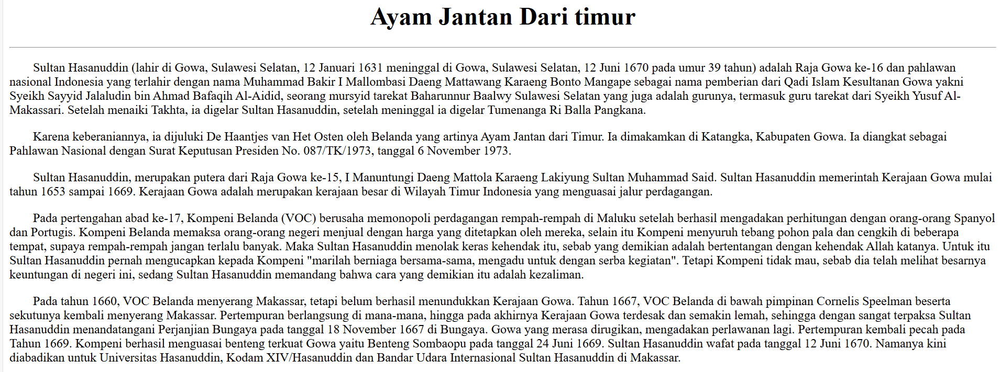 Ayam Jantan Dari timur
Sultan Hasanuddin (lahir di Gowa, Sulawesi Selatan, 12 Januari 1631 meninggal di Gowa, Sulawesi Selatan, 12 Juni 1670 pada umur 39 tahun) adalah Raja Gowa ke-16 dan pahlawan
nasional Indonesia yang terlahir dengan nama Muhammad Bakir I Mallombasi Daeng Mattawang Karaeng Bonto Mangape sebagai nama pemberian dari Qadi Islam Kesultanan Gowa yakni
Syeikh Sayyid Jalaludin bin Ahmad Bafaqih Al-Aidid, seorang mursyid tarekat Baharunnur Baalwy Sulawesi Selatan yang juga adalah gurunya, termasuk guru tarekat dari Syeikh Yusuf Al-
Makassari. Setelah menaiki Takhta, ia digelar Sultan Hasanuddin, setelah meninggal ia digelar Tumenanga Ri Balla Pangkana.
Karena keberaniannya, ia dijuluki De Haantjes van Het Osten oleh Belanda yang artinya Ayam Jantan dari Timur. Ia dimakamkan di Katangka, Kabupaten Gowa. Ia diangkat sebagai
Pahlawan Nasional dengan Surat Keputusan Presiden No. 087/TK/1973, tanggal 6 November 1973.
Sultan Hasanuddin, merupakan putera dari Raja Gowa ke-15, I Manuntungi Daeng Mattola Karaeng Lakiyung Sultan Muhammad Said. Sultan Hasanuddin memerintah Kerajaan Gowa mulai
tahun 1653 sampai 1669. Kerajaan Gowa adalah merupakan kerajaan besar di Wilayah Timur Indonesia yang menguasai jalur perdagangan.
Pada pertengahan abad ke-17, Kompeni Belanda (VOC) berusaha memonopoli perdagangan rempah-rempah di Maluku setelah berhasil mengadakan perhitungan dengan orang-orang Spanyol
dan Portugis. Kompeni Belanda memaksa orang-orang negeri menjual dengan harga yang ditetapkan oleh mereka, selain itu Kompeni menyuruh tebang pohon pala dan cengkih di beberapa
tempat, supaya rempah-rempah jangan terlalu banyak. Maka Sultan Hasanuddin menolak keras kehendak itu, sebab yang demikian adalah bertentangan dengan kehendak Allah katanya. Untuk itu
Sultan Hasanuddin pernah mengucapkan kepada Kompeni "marilah berniaga bersama-sama, mengadu untuk dengan serba kegiatan". Tetapi Kompeni tidak mau, sebab dia telah melihat besarnya
keuntungan di negeri ini, sedang Sultan Hasanuddin memandang bahwa cara yang demikian itu adalah kezaliman.
Pada tahun 1660, VOC Belanda menyerang Makassar, tetapi belum berhasil menundukkan Kerajaan Gowa. Tahun 1667, VOC Belanda di bawah pimpinan Cornelis Speelman beserta
sekutunya kembali menyerang Makassar. Pertempuran berlangsung di mana-mana, hingga pada akhirnya Kerajaan Gowa terdesak dan semakin lemah, sehingga dengan sangat terpaksa Sultan
Hasanuddin menandatangani Perjanjian Bungaya pada tanggal 18 November 1667 di Bungaya. Gowa yang merasa dirugikan, mengadakan perlawanan lagi. Pertempuran kembali pecah pada
Tahun 1669. Kompeni berhasil menguasai benteng terkuat Gowa yaitu Benteng Sombaopu pada tanggal 24 Juni 1669. Sultan Hasanuddin wafat pada tanggal 12 Juni 1670. Namanya kini
diabadikan untuk Universitas Hasanuddin, Kodam XIV/Hasanuddin dan Bandar Udara Internasional Sultan Hasanuddin di Makassar.